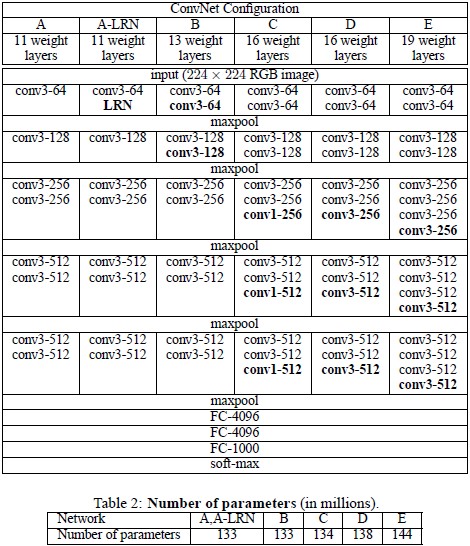 ConvNet Configuration
A A-LRN B C D E
11 weight 11 weight 13 weight 16 weight 16 weight 19 weight
layers layers layers layers layers layers
input (224 × 224 RGB image)
conv3-64 conv3-64 conv3-64 conv3-64 conv3-64 conv3-64
LRN conv3-64 conv3-64 conv3-64 conv3-64
maxpool
conv3-128 conv3-128 conv3-128 conv3-128 conv3-128 conv3-128
conv3-128 conv3-128 conv3-128 conv3-128
maxpool
conv3-256 conv3-256 conv3-256 conv3-256 conv3-256 conv3-256
conv3-256 conv3-256 conv3-256 conv3-256 conv3-256 conv3-256
conv1-256 conv3-256 conv3-256
conv3-256
maxpool
conv3-512 conv3-512 conv3-512 conv3-512 conv3-512 conv3-512
conv3-512 conv3-512 conv3-512 conv3-512 conv3-512 conv3-512
conv1-512 conv3-512 conv3-512
conv3-512
maxpool
conv3-512 conv3-512 conv3-512 conv3-512 conv3-512 conv3-512
conv3-512 conv3-512 conv3-512 conv3-512 conv3-512 conv3-512
conv1-512 conv3-512 conv3-512
conv3-512
maxpool
FC-4096
FC-4096
FC-1000
soft-max
Table 2: Number of parameters (in millions).
Network A,A-LRN B C D E
Number of parameters 133 133 134 138 144